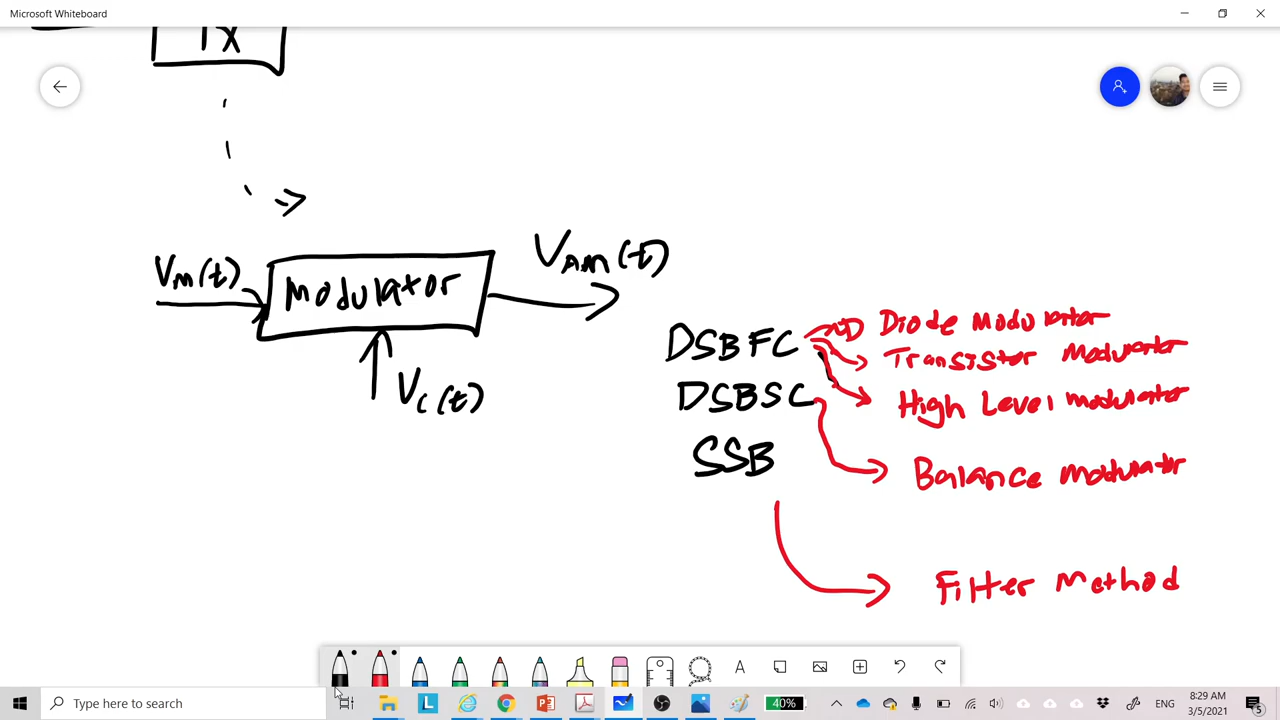 Microsoft Whiteboard
TX
Vm(t)
Modulator
VAM(t)
Vc(t)
DSBFC
Diode Modulator
Transistor Modulator
DSBSC
High Level modulator
SSB
Balance modulator
Filter Method
A
Type here to search
L
40%
ENG
8:29 AM
3/5/2021
5